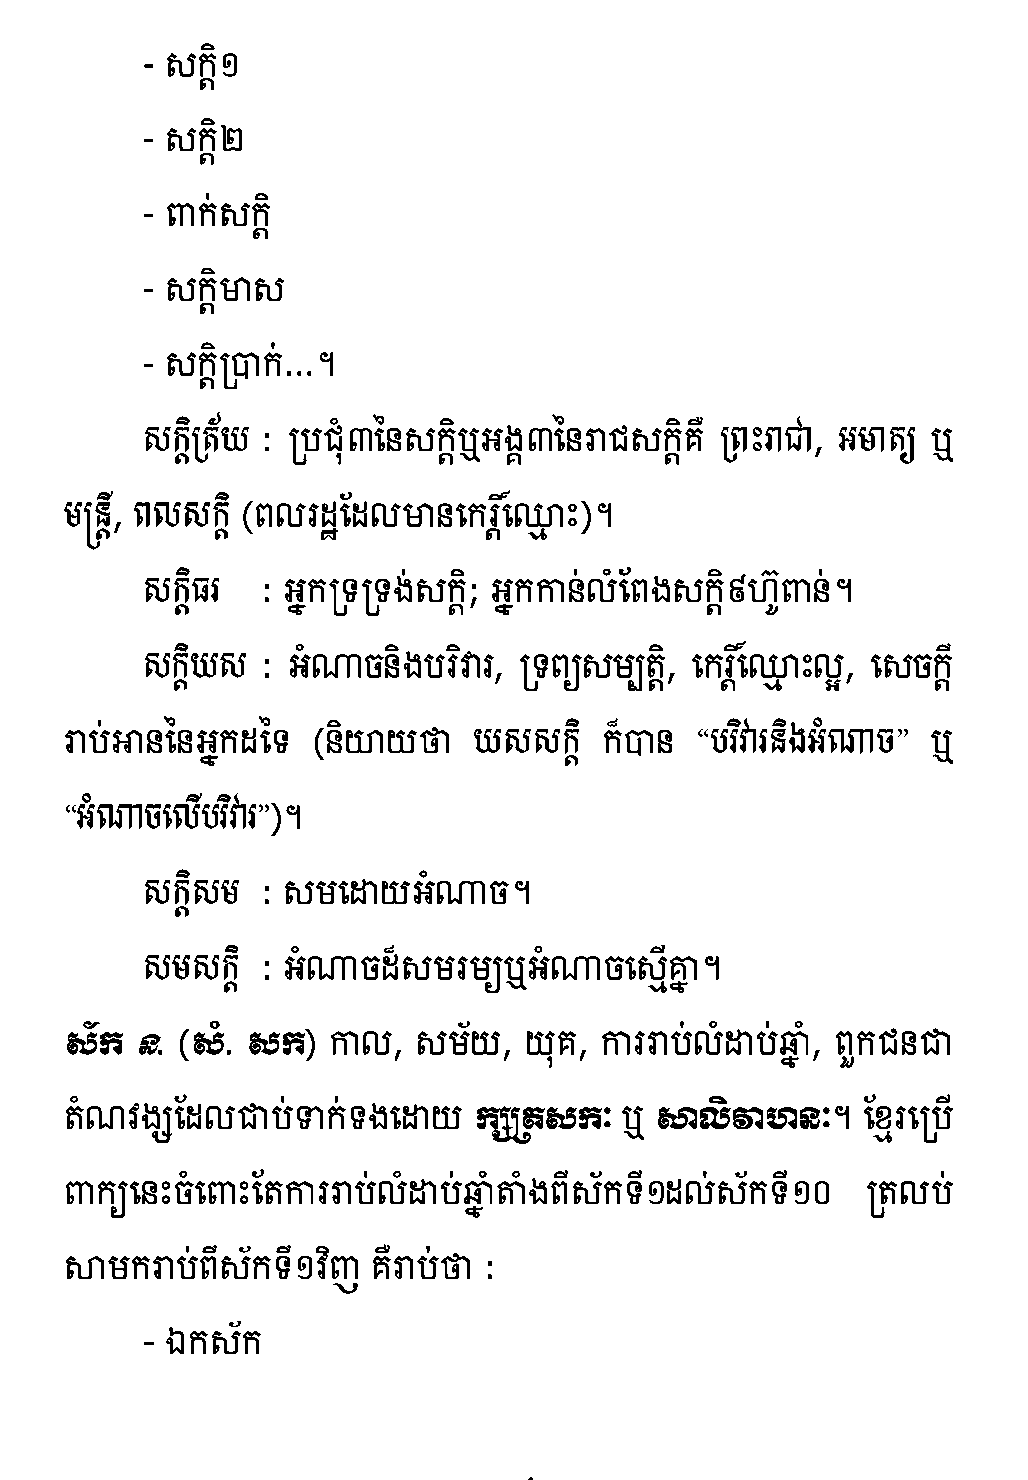 - សក្តិ១
- សក្តិ២
- ពាក់សក្តិ
- សក្តិមាស
- សក្តិប្រាក់...។
សក្តិត្រ័យ : ប្រជុំ៣នៃសក្តិឬអង្គ៣នៃរាជសក្តិគឺ ព្រះរាជា, អមាត្យ ឬ
មន្ត្រី, ពលសក្តិ (ពលរដ្ឋដែលមានកេរ្តិ៍ឈ្មោះ)។
សក្តិធរ : អ្នកទ្រទ្រង់សក្តិ; អ្នកកាន់លំពែងសក្តិ៩ហ៊ូពាន់។
សក្តិយស : អំណាចនិងបរិវារ, ទ្រព្យសម្បត្តិ, កេរ្តិ៍ឈ្មោះល្អ, សេចក្តី
រាប់អាននៃអ្នកដទៃ (និយាយថា យសសក្តិ ក៏បាន “បរិវារនិងអំណាច” ឬ
“អំណាចលើបរិវារ”)។
សក្តិសម : សមដោយអំណាច។
សមសក្តិ : អំណាចដ៏សមរម្យឬអំណាចស្មើគ្នា។
ស័ក ន. (សំ. សក) កាល, សម័យ, យុគ, ការរាប់លំដាប់ឆ្នាំ, ពួកជនជា
តំណវង្សដែលជាប់ទាក់ទងដោយ ក្សត្រសកៈ ឬ សាលិវាហនៈ។ ខ្មែរប្រើ
ពាក្យនេះចំពោះតែការរាប់លំដាប់ឆ្នាំតាំងពីស័កទី១ដល់ស័កទី១០ ត្រលប់
សាមករាប់ពីស័កទី១វិញ គឺរាប់ថា :
- ឯកស័ក